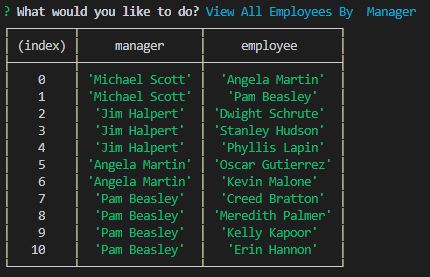 ? What would you like to do? View All Employees By  Manager
(index) manager employee
0 'Michael Scott' 'Angela Martin'
1 'Michael Scott' 'Pam Beasley'
2 'Jim Halpert' 'Dwight Schrute'
3 'Jim Halpert' 'Stanley Hudson'
4 'Jim Halpert' 'Phyllis Lapin'
5 'Angela Martin' 'Oscar Gutierrez'
6 'Angela Martin' 'Kevin Malone'
7 'Pam Beasley' 'Creed Bratton'
8 'Pam Beasley' 'Meredith Palmer'
9 'Pam Beasley' 'Kelly Kapoor'
10 'Pam Beasley' 'Erin Hannon'